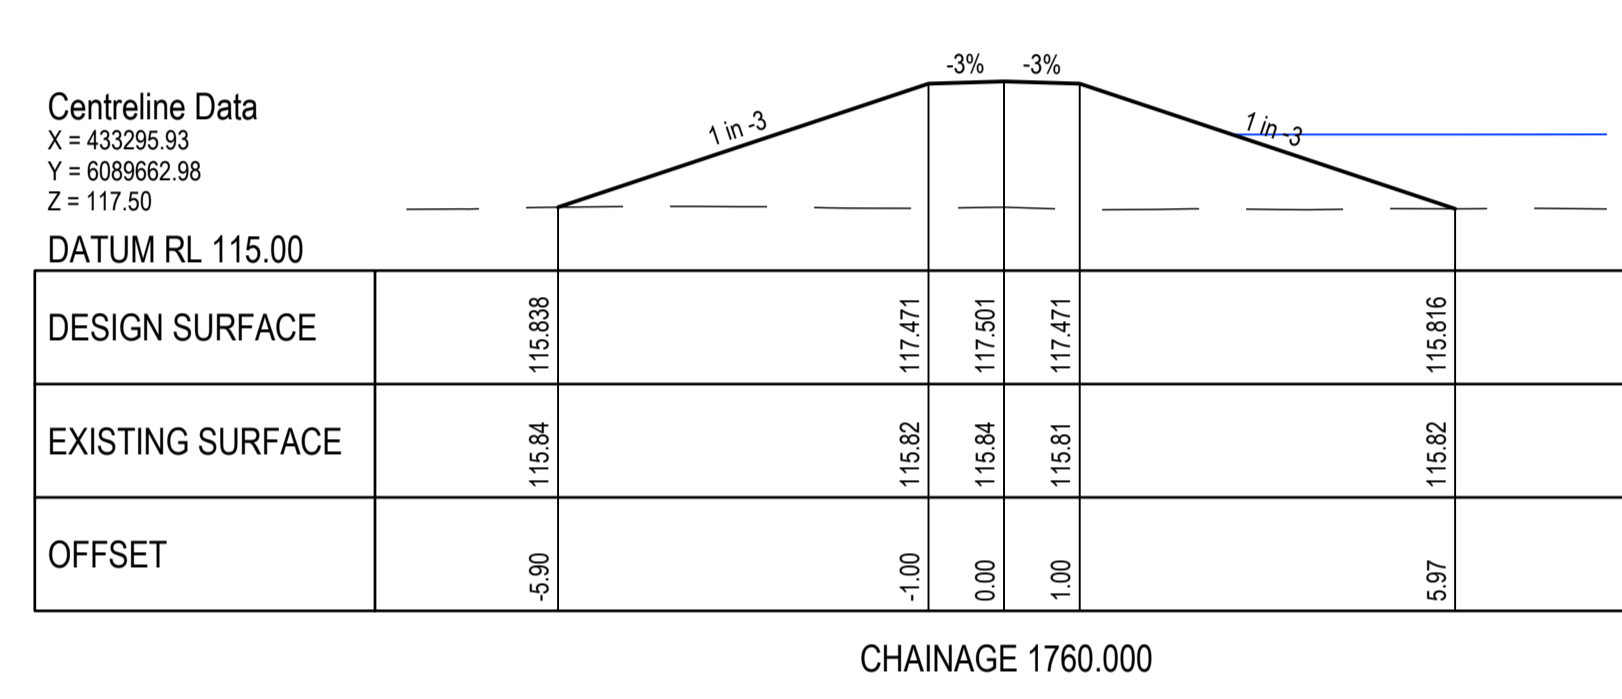 -3% -3%
1 in -3 1 in -3
Centreline Data
X = 433295.93
Y = 6089662.98
Z = 117.50
DATUM RL 115.00
DESIGN SURFACE 115.838 117.471 117.501 117.471 115.816
EXISTING SURFACE 115.84 115.82 115.84 115.81 115.82
OFFSET -5.90 -1.00 0.00 1.00 5.97
CHAINAGE 1760.000